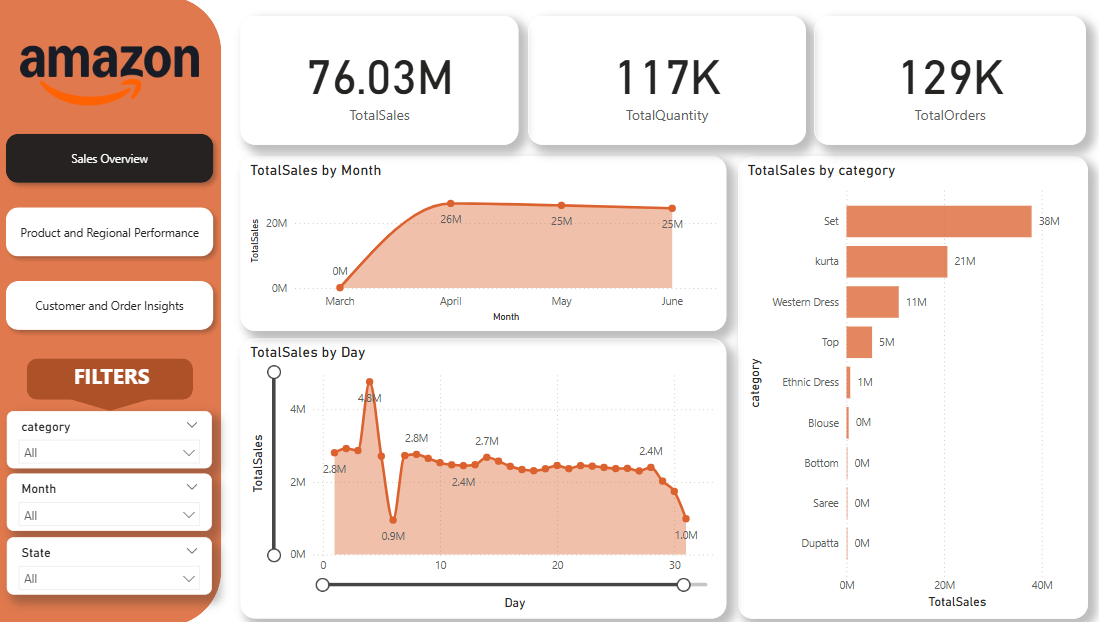 amazon
Sales Overview
Product and Regional Performance
Customer and Order Insights
FILTERS
category
All
Month
All
State
All
76.03M
TotalSales
117K
TotalQuantity
129K
TotalOrders
TotalSales by Month
TotalSales
20M
0M
0M
26M
25M
25M
March
April
May
June
Month
TotalSales by Day
TotalSales
4M
2M
0M
2.8M
4.8M
0.9M
2.8M
2.4M
2.7M
2.4M
1.0M
0
10
20
30
Day
TotalSales by category
category
Set
38M
kurta
21M
Western Dress
11M
Top
5M
Ethnic Dress
1M
Blouse
0M
Bottom
0M
Saree
0M
Dupatta
0M
0M
20M
40M
TotalSales